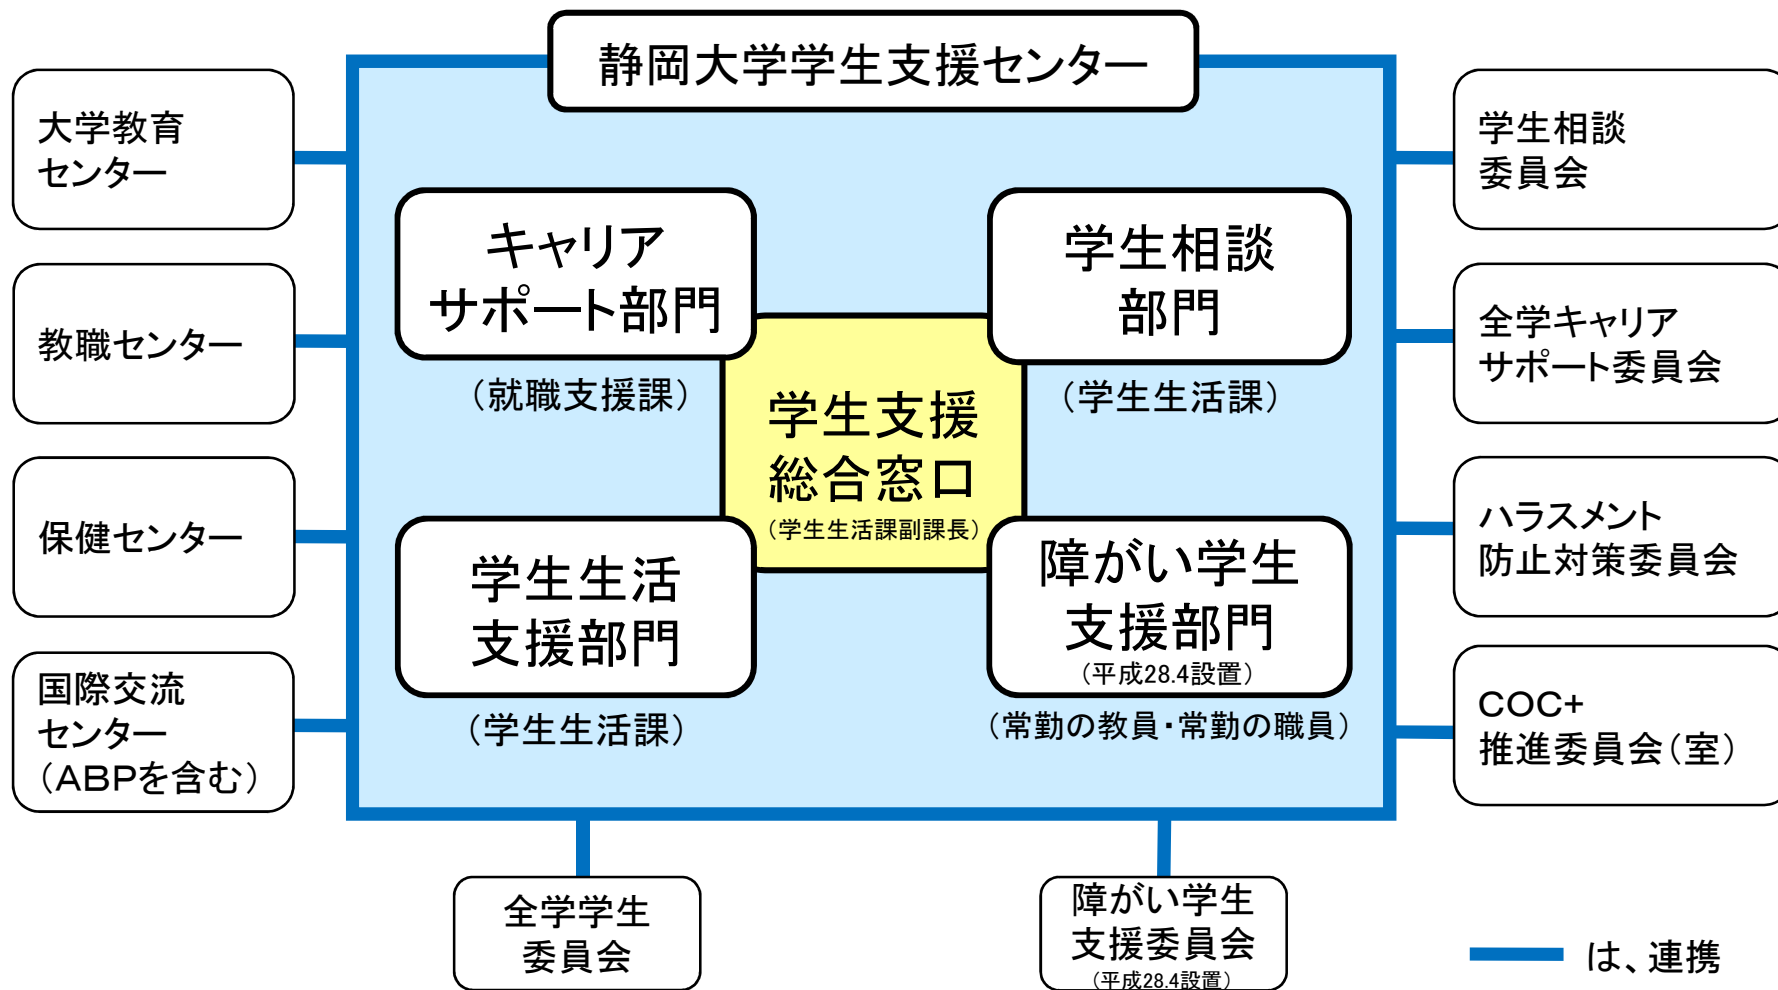 静岡大学学生支援センター
大学教育
センター
教職センター
保健センター
国際交流
センター
（ＡＢＰを含む）
キャリア
サポート部門
（就職支援課）
学生相談
部門
（学生生活課）
学生支援
総合窓口
（学生生活課副課長）
学生生活
支援部門
（学生生活課）
障がい学生
支援部門
（平成28.4設置）
（常勤の教員・常勤の職員）
学生相談
委員会
全学キャリア
サポート委員会
ハラスメント
防止対策委員会
ＣＯＣ+
推進委員会（室）
全学学生
委員会
障がい学生
支援委員会
（平成28.4設置）
は、連携